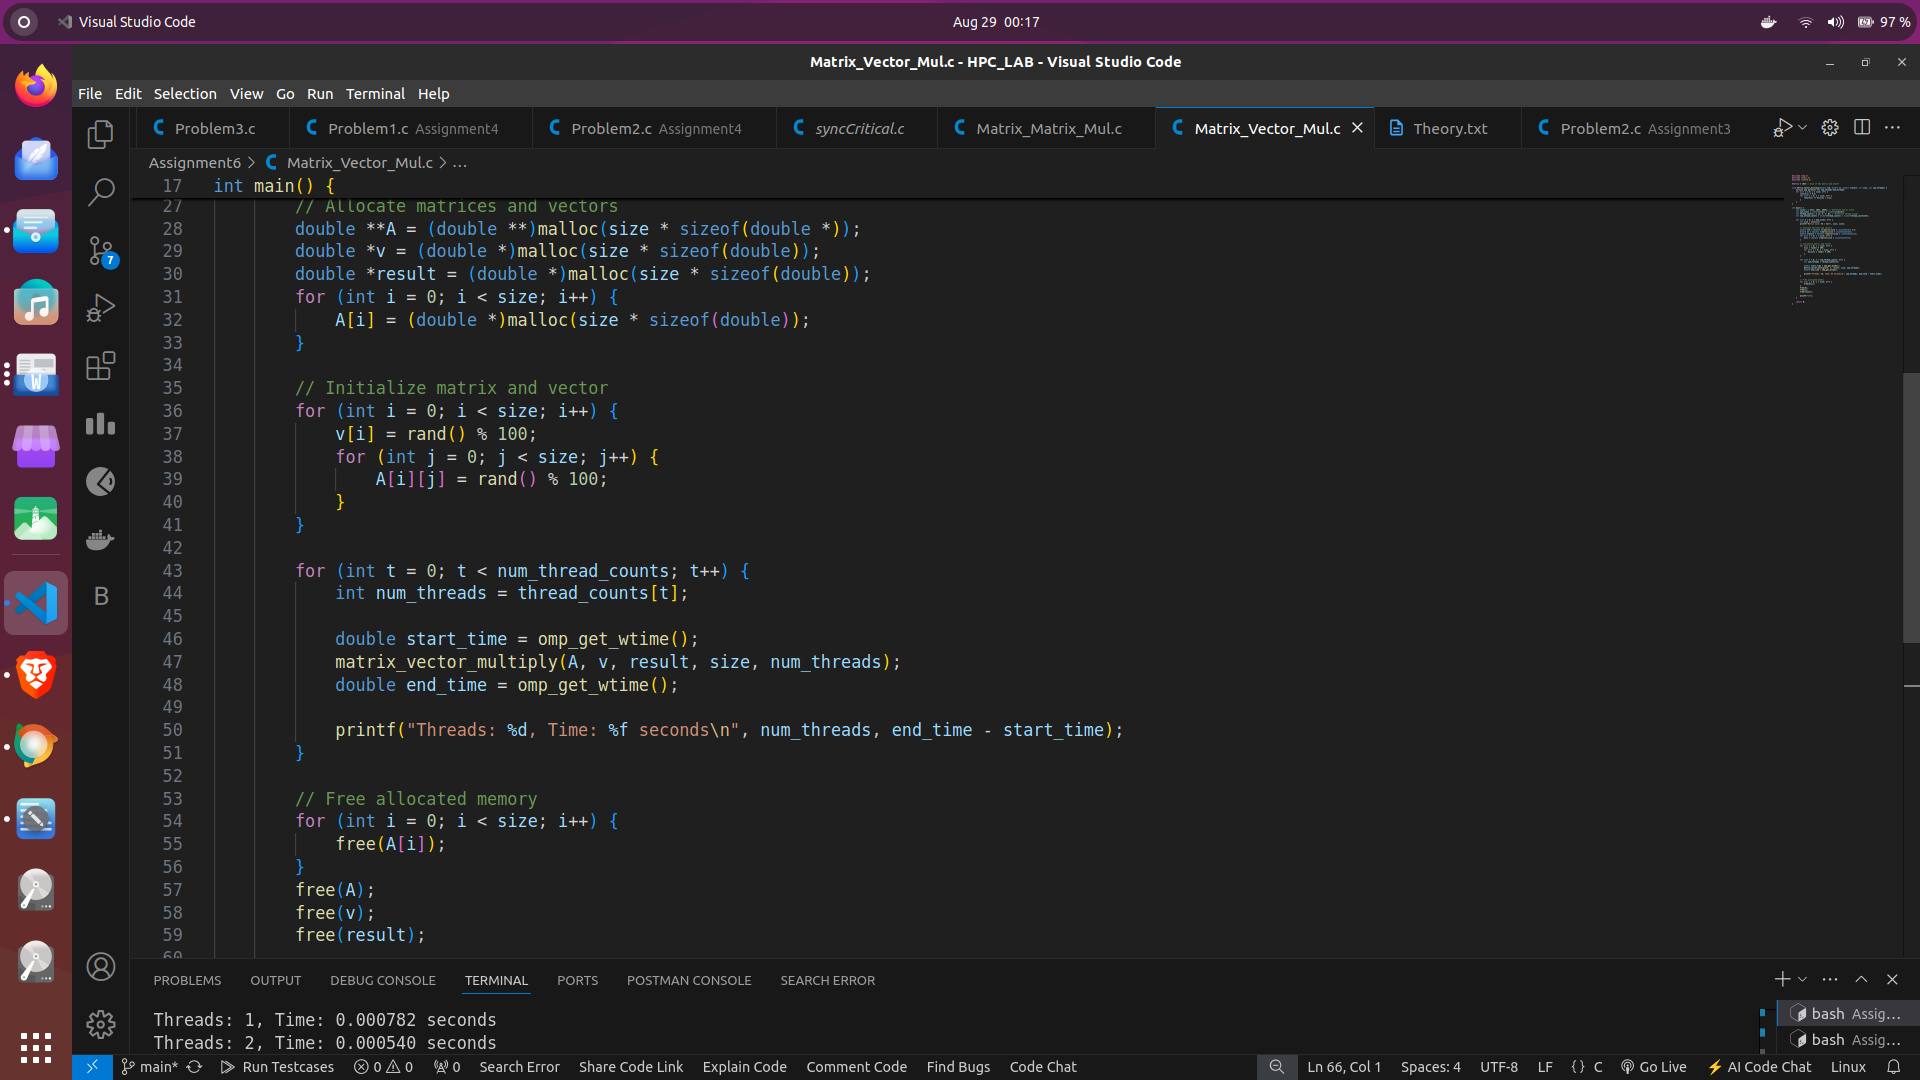 Visual Studio Code
Aug 29 00:17
97 %
Matrix_Vector_Mul.c - HPC_LAB - Visual Studio Code
File Edit Selection View Go Run Terminal Help
Problem3.c
Problem1.c Assignment4
Problem2.c Assignment4
syncCritical.c
Matrix_Matrix_Mul.c
Matrix_Vector_Mul.c
Theory.txt
Problem2.c Assignment3
Assignment6 > Matrix_Vector_Mul.c > ...
17 int main() {
27 // Allocate matrices and vectors
28 double **A = (double **)malloc(size * sizeof(double *));
29 double *v = (double *)malloc(size * sizeof(double));
30 double *result = (double *)malloc(size * sizeof(double));
31 for (int i = 0; i < size; i++) {
32 A[i] = (double *)malloc(size * sizeof(double));
33 }
34
35 // Initialize matrix and vector
36 for (int i = 0; i < size; i++) {
37 v[i] = rand() % 100;
38 for (int j = 0; j < size; j++) {
39 A[i][j] = rand() % 100;
40 }
41 }
42
43 for (int t = 0; t < num_thread_counts; t++) {
44 int num_threads = thread_counts[t];
45
46 double start_time = omp_get_wtime();
47 matrix_vector_multiply(A, v, result, size, num_threads);
48 double end_time = omp_get_wtime();
49
50 printf("Threads: %d, Time: %f seconds\n", num_threads, end_time - start_time);
51 }
52
53 // Free allocated memory
54 for (int i = 0; i < size; i++) {
55 free(A[i]);
56 }
57 free(A);
58 free(v);
59 free(result);
60
7
B
W
PROBLEMS OUTPUT DEBUG CONSOLE TERMINAL PORTS POSTMAN CONSOLE SEARCH ERROR
Threads: 1, Time: 0.000782 seconds
Threads: 2, Time: 0.000540 seconds
bash Assig...
bash Assig...
main* Run Testcases 0 0 0 Search Error Share Code Link Explain Code Comment Code Find Bugs Code Chat
Ln 66, Col 1 Spaces: 4 UTF-8 LF {} C Go Live AI Code Chat Linux